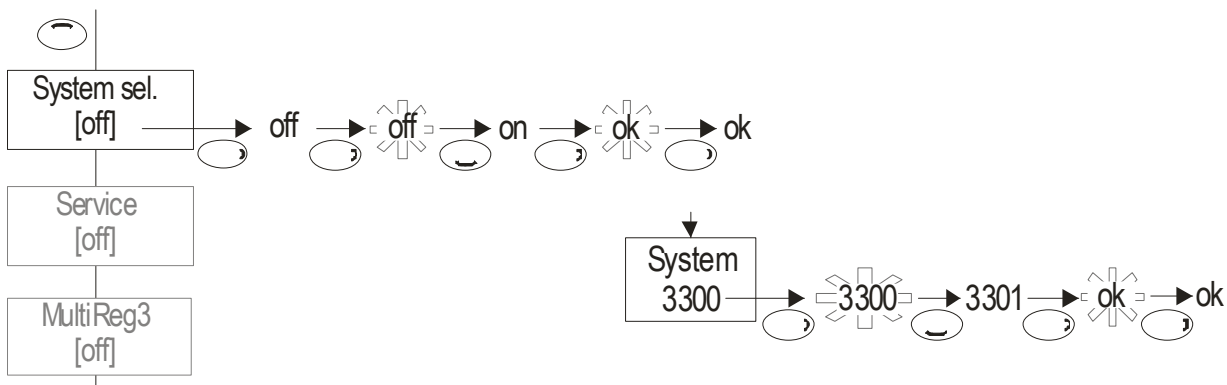 System sel.
[off]
off off on ok ok
Service
[off]
System
3300 3300 3301 ok ok
MultiReg3
[off]